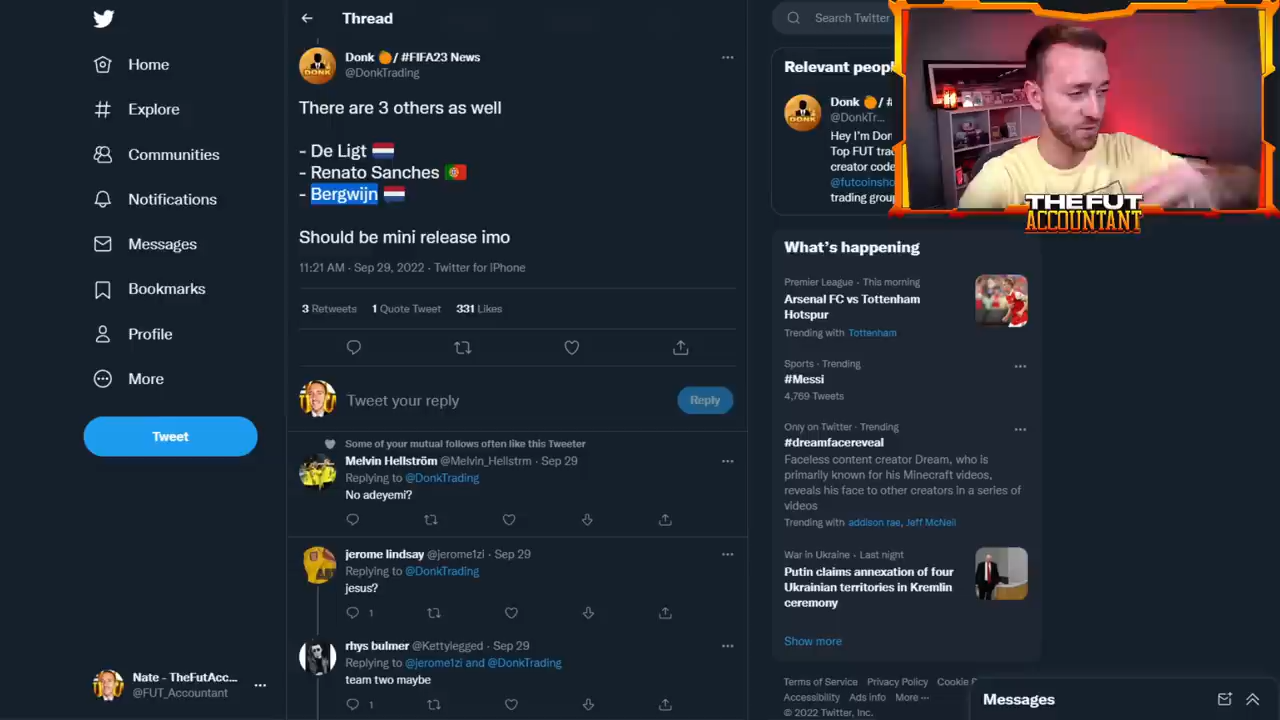 Home
Explore
Communities
Notifications
Messages
Bookmarks
Profile
More
Tweet
Nate - TheFutAcc...
@FUT_Accountant
Thread
Donk 🍊/ #FIFA23 News
@DonkTrading
There are 3 others as well
- De Ligt 🇳🇱
- Renato Sanches 🇵🇹
- Bergwijn 🇳🇱
Should be mini release imo
11:21 AM · Sep 29, 2022 · Twitter for iPhone
3 Retweets 1 Quote Tweet 331 Likes
Tweet your reply
Reply
Some of your mutual follows often like this Tweeter
Melvin Hellström @Melvin_Hellstrm · Sep 29
Replying to @DonkTrading
No adeyemi?
jerome lindsay @jerome1zi · Sep 29
Replying to @DonkTrading
jesus?
1
rhys bulmer @Kettylegged · Sep 29
Replying to @jerome1zi and @DonkTrading
team two maybe
1
Search Twitter
Relevant peopl
Donk 🍊/ #
@DonkTr...
Hey I'm Don
Top FUT tra
creator code
@futcoinsho
trading grou
THE FUT
ACCOUNTANT
What's happening
Premier League · This morning
Arsenal FC vs Tottenham
Hotspur
Trending with Tottenham
Sports · Trending
#Messi
4,769 Tweets
Only on Twitter · Trending
#dreamfacereveal
Faceless content creator Dream, who is
primarily known for his Minecraft videos,
reveals his face to other creators in a series of
videos
Trending with addison rae, Jeff McNeil
War in Ukraine · Last night
Putin claims annexation of four
Ukrainian territories in Kremlin
ceremony
Show more
Terms of Service Privacy Policy Cookie P
Accessibility Ads info More ···
© 2022 Twitter, Inc.
Messages